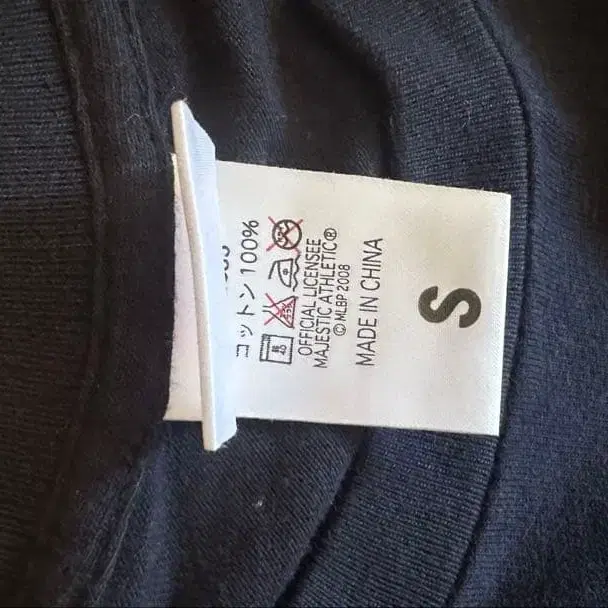 コットン 100%
OFFICIAL LICENSEE
MAJESTIC ATHLETIC®
© MLBP 2008
MADE IN CHINA
S